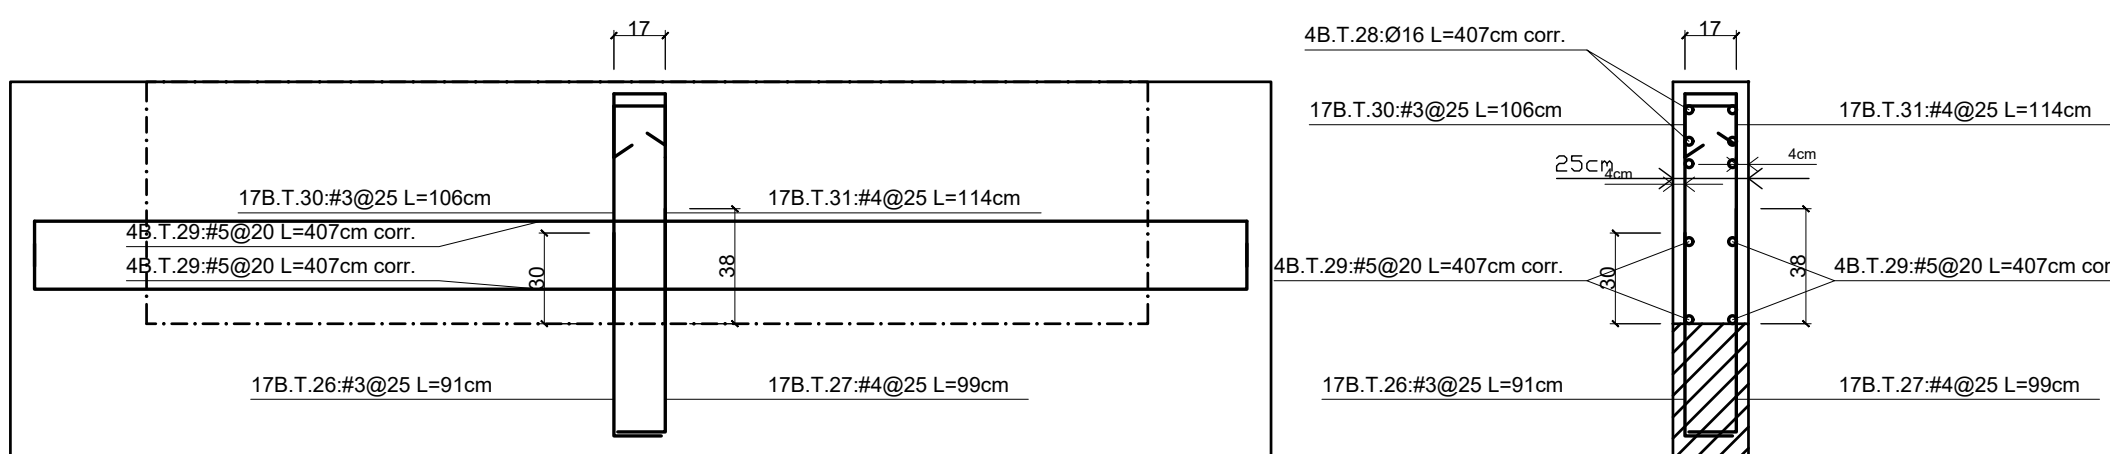 17
4B.T.28:Ø16 L=407cm corr.
17
17B.T.30:#3@25 L=106cm
17B.T.31:#4@25 L=114cm
4cm
25cm
4cm
17B.T.30:#3@25 L=106cm
17B.T.31:#4@25 L=114cm
4B.T.29:#5@20 L=407cm corr.
4B.T.29:#5@20 L=407cm corr.
30
38
4B.T.29:#5@20 L=407cm corr.
30
38
4B.T.29:#5@20 L=407cm cor
17B.T.26:#3@25 L=91cm
17B.T.27:#4@25 L=99cm
17B.T.26:#3@25 L=91cm
17B.T.27:#4@25 L=99cm